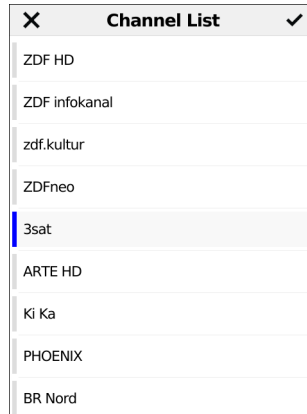 Channel List
ZDF HD
ZDF infokanal
zdf.kultur
ZDFneo
3sat
ARTE HD
Ki Ka
PHOENIX
BR Nord